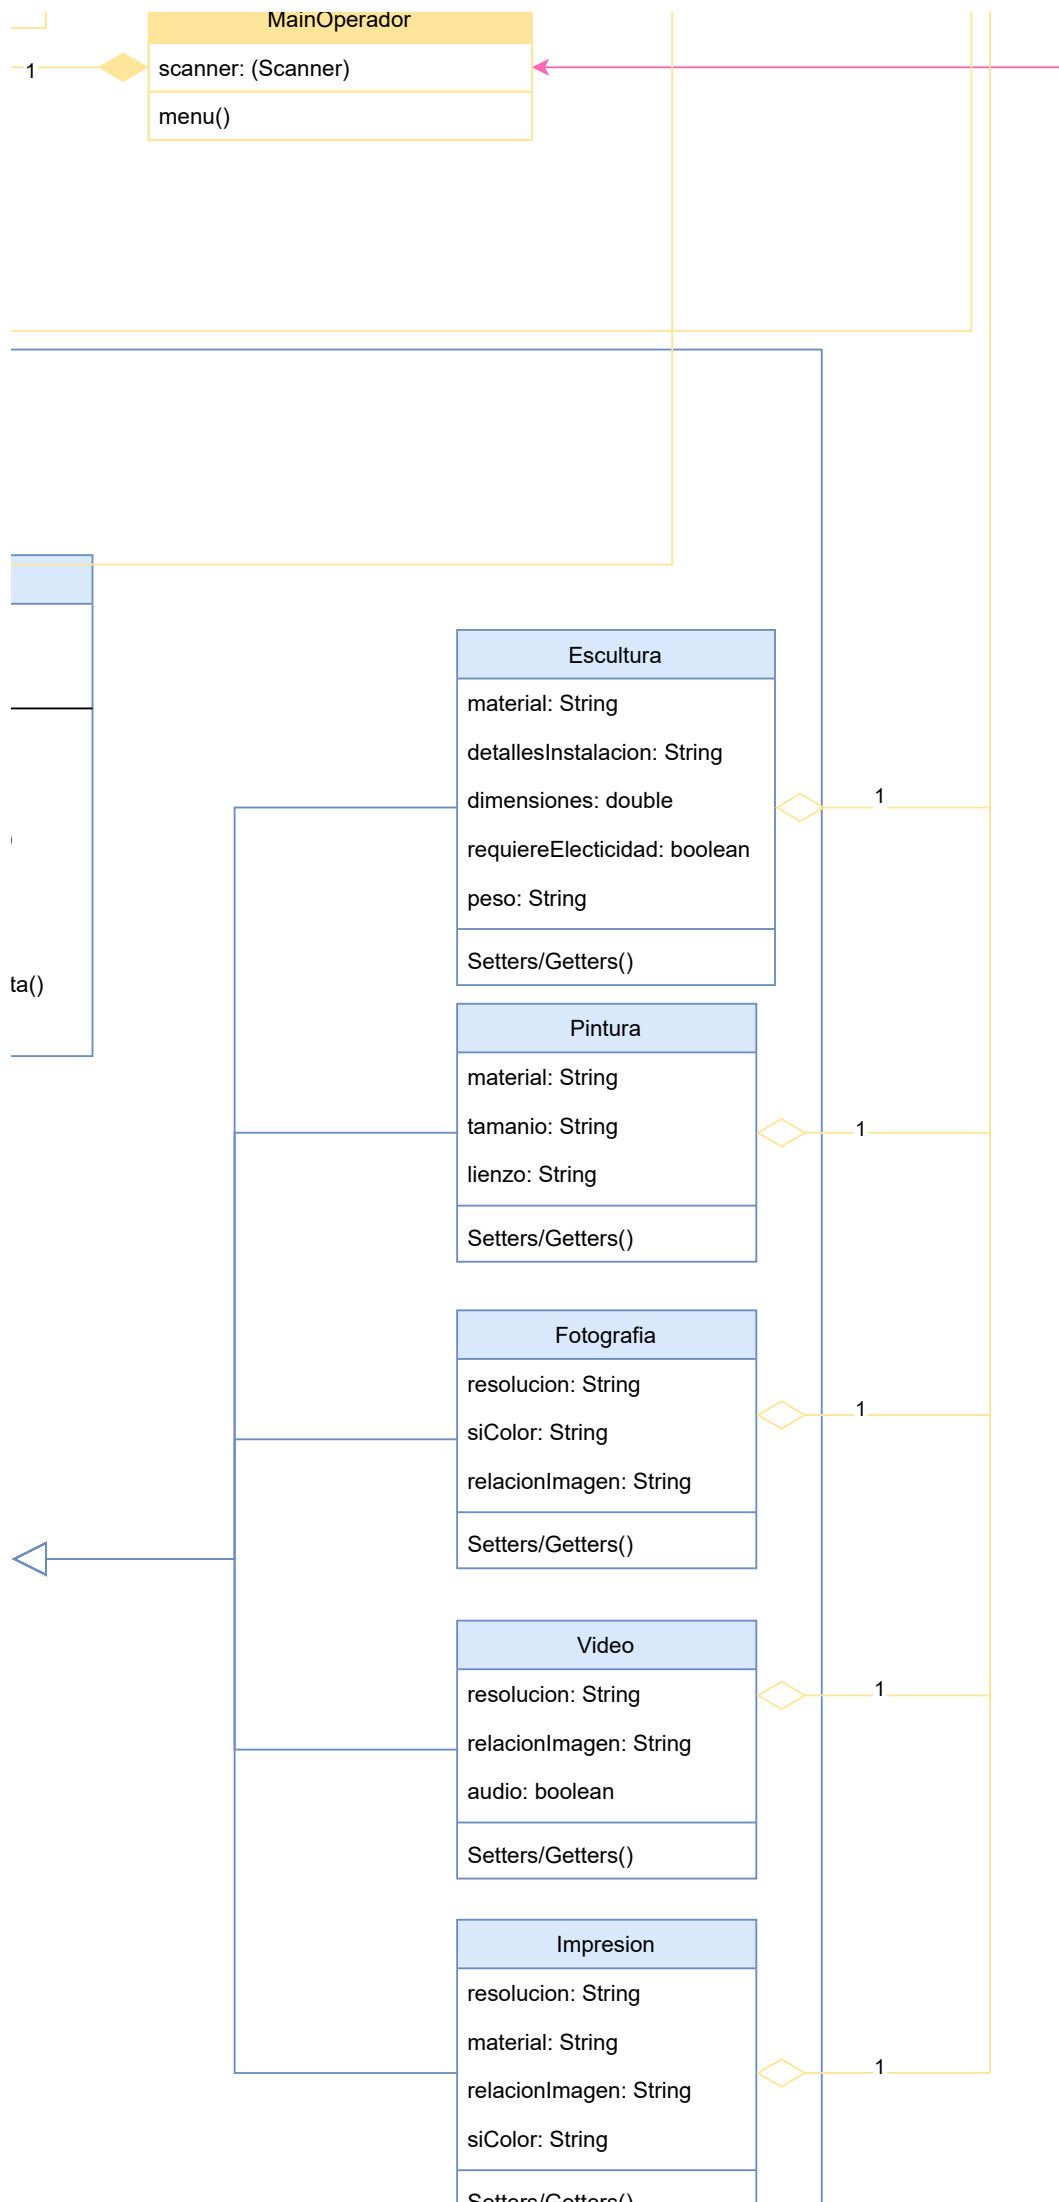 MainOperador
1
scanner: (Scanner)
menu()
Escultura
material: String
detallesInstalacion: String
dimensiones: double
1
requiereElecticidad: boolean
)
peso: String
Setters/Getters()
ta()
Pintura
material: String
tamanio: String
1
lienzo: String
Setters/Getters()
Fotografia
resolucion: String
1
siColor: String
relacionImagen: String
Setters/Getters()
Video
resolucion: String
1
relacionImagen: String
audio: boolean
Setters/Getters()
Impresion
resolucion: String
material: String
1
relacionImagen: String
siColor: String
Setters/Getters()